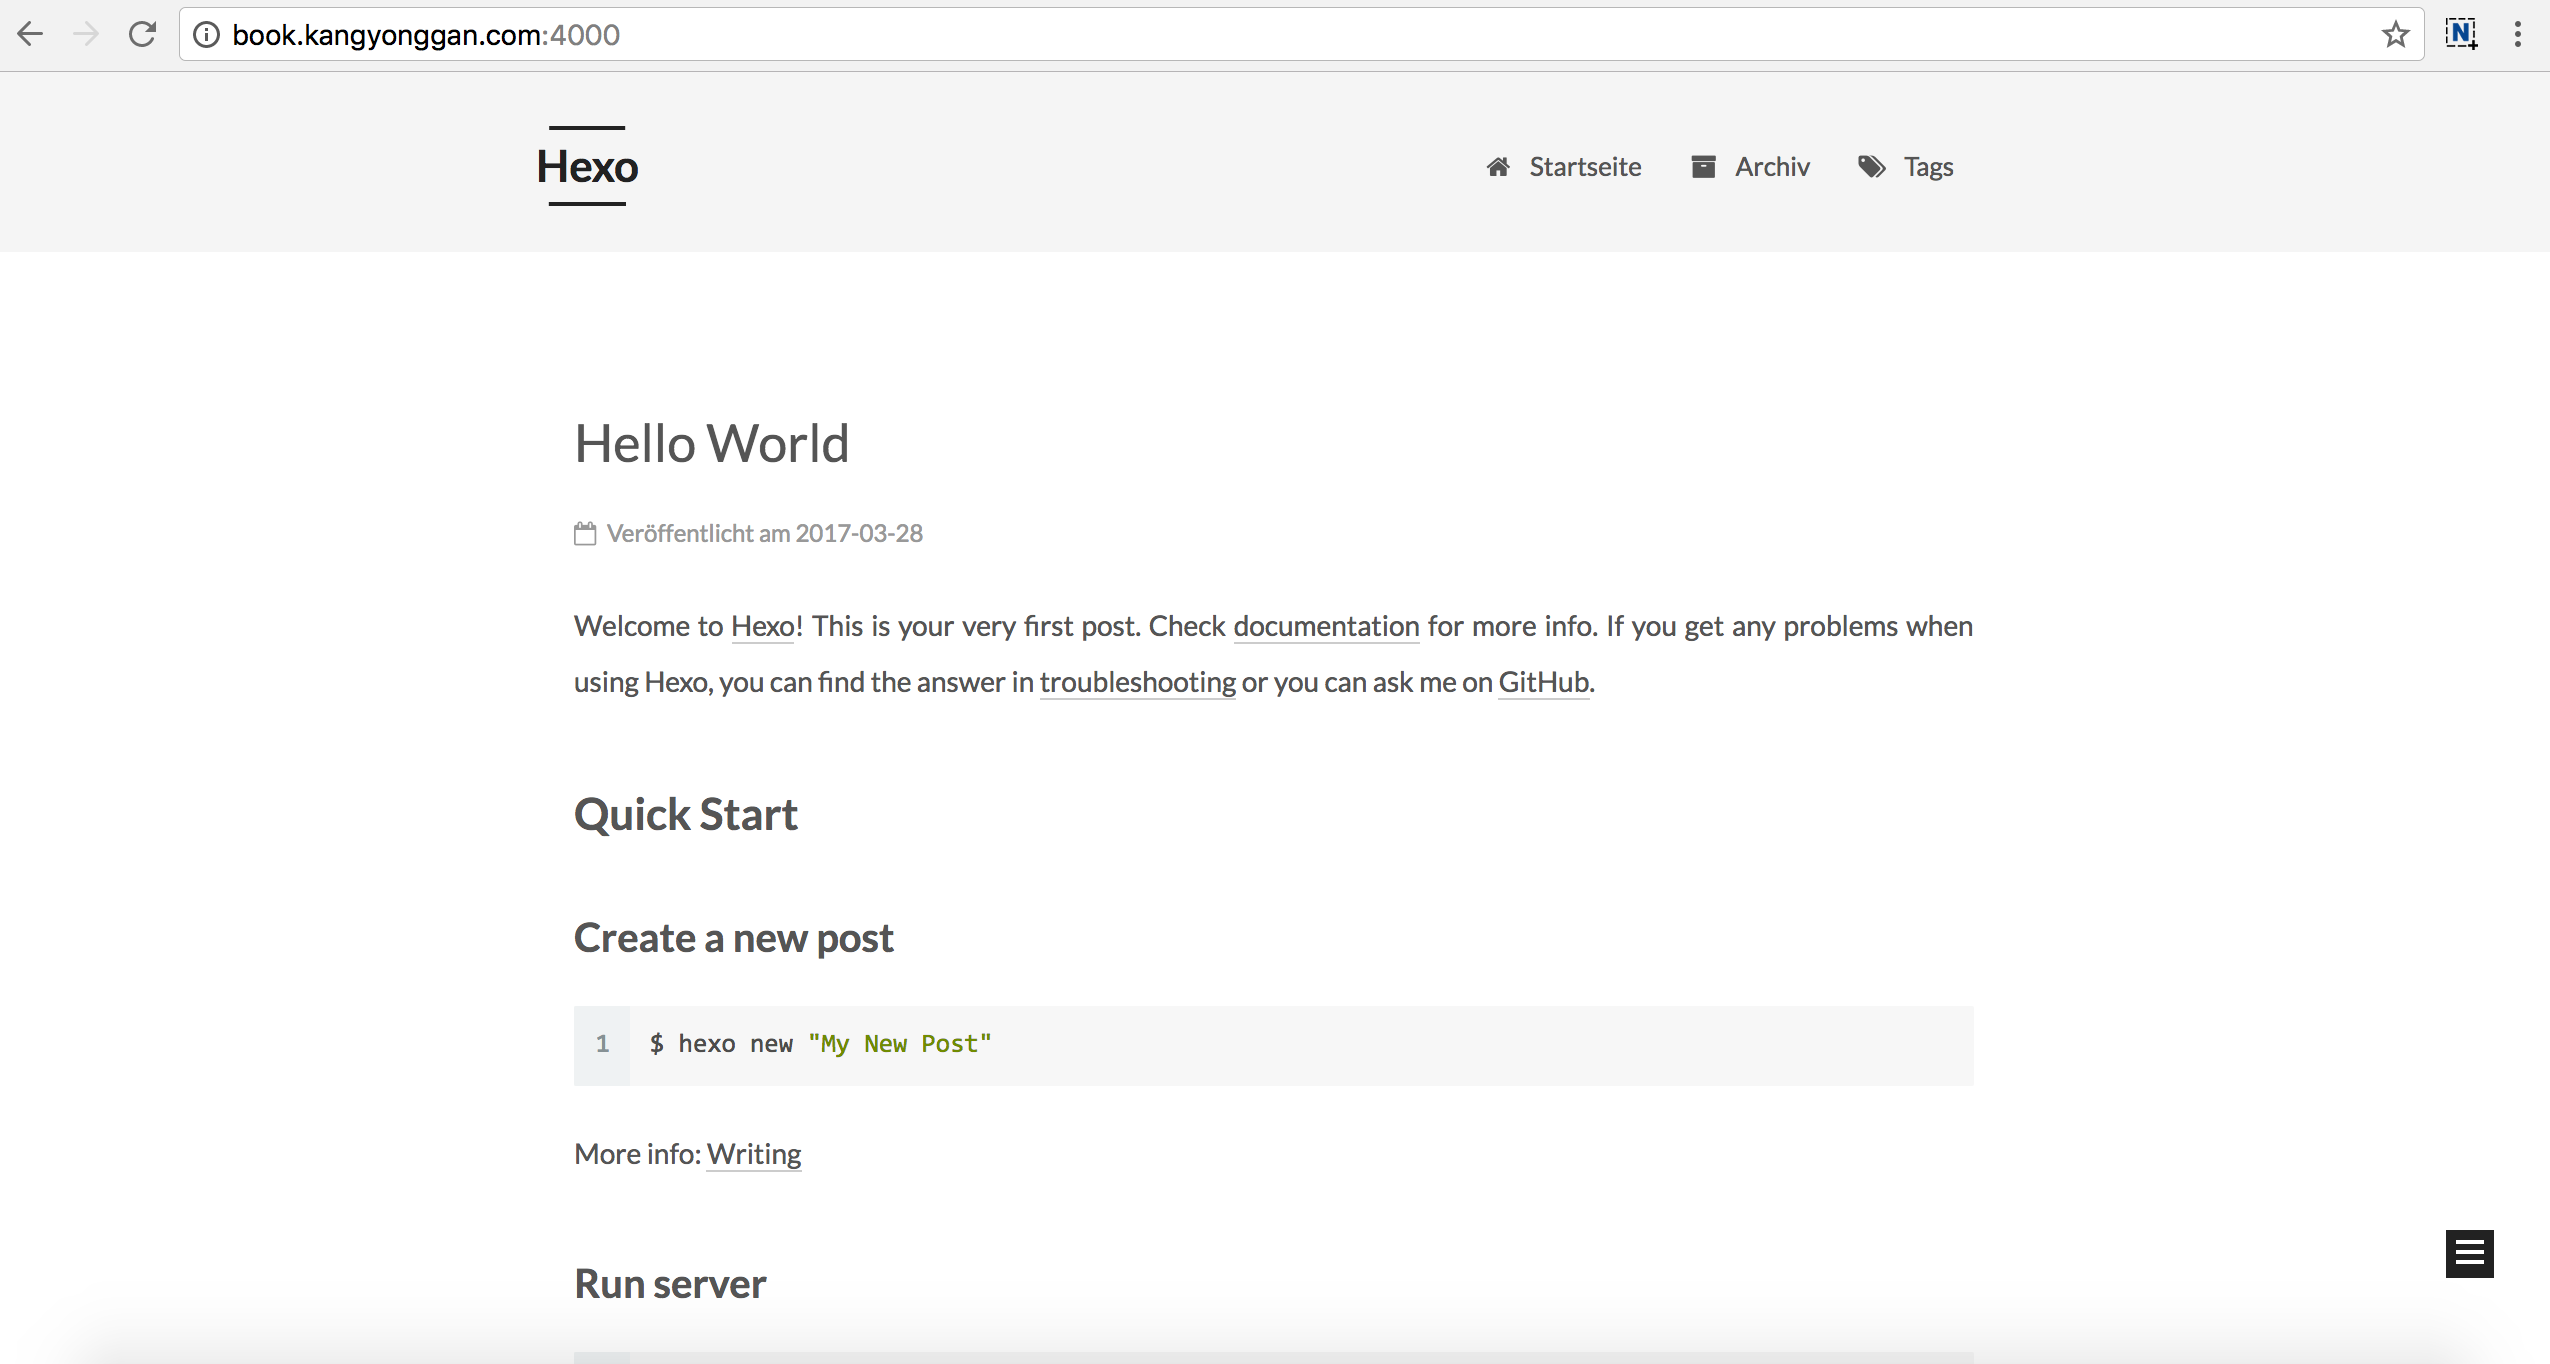 book.kangyonggan.com:4000
N
Hexo
Startseite Archiv Tags
Hello World
Veröffentlicht am 2017-03-28
Welcome to Hexo! This is your very first post. Check documentation for more info. If you get any problems when
using Hexo, you can find the answer in troubleshooting or you can ask me on GitHub.
Quick Start
Create a new post
1 $ hexo new "My New Post"
More info: Writing
Run server